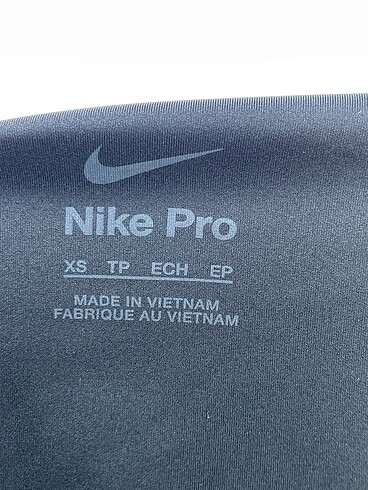 Nike Pro
XS TP ECH EP
MADE IN VIETNAM
FABRIQUE AU VIETNAM